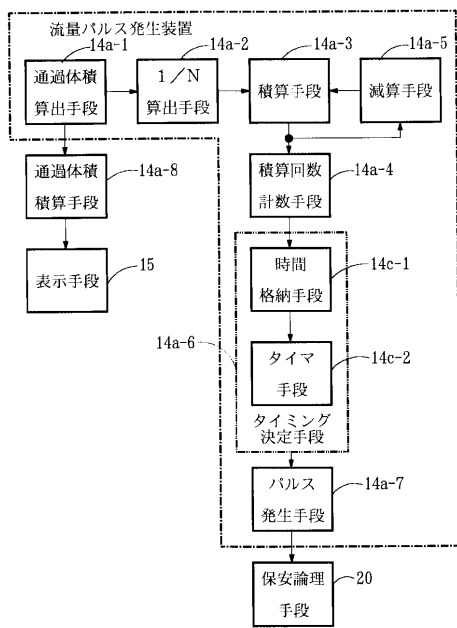 流量パルス発生装置
14a-1
14a-2
14a-3
14a-5
通過体積
算出手段
1／N
算出手段
積算手段
減算手段
通過体積
積算手段
14a-8
積算回数
計数手段
14a-4
表示手段
15
時間
格納手段
14c-1
14a-6
タイマ
手段
14c-2
タイミング
決定手段
パルス
発生手段
14a-7
保安論理
手段
20